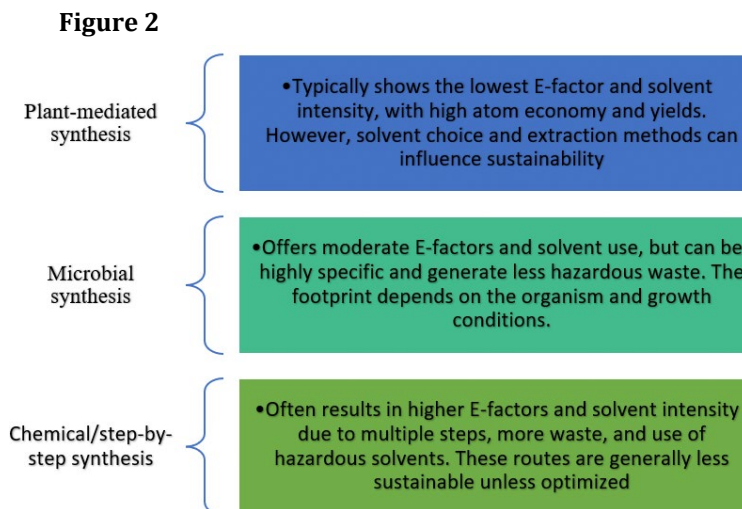 Figure 2
Plant-mediated
synthesis
•Typically shows the lowest E-factor and solvent
intensity, with high atom economy and yields.
However, solvent choice and extraction methods can
influence sustainability
Microbial
synthesis
•Offers moderate E-factors and solvent use, but can be
highly specific and generate less hazardous waste. The
footprint depends on the organism and growth
conditions.
Chemical/step-by-
step synthesis
•Often results in higher E-factors and solvent intensity
due to multiple steps, more waste, and use of
hazardous solvents. These routes are generally less
sustainable unless optimized